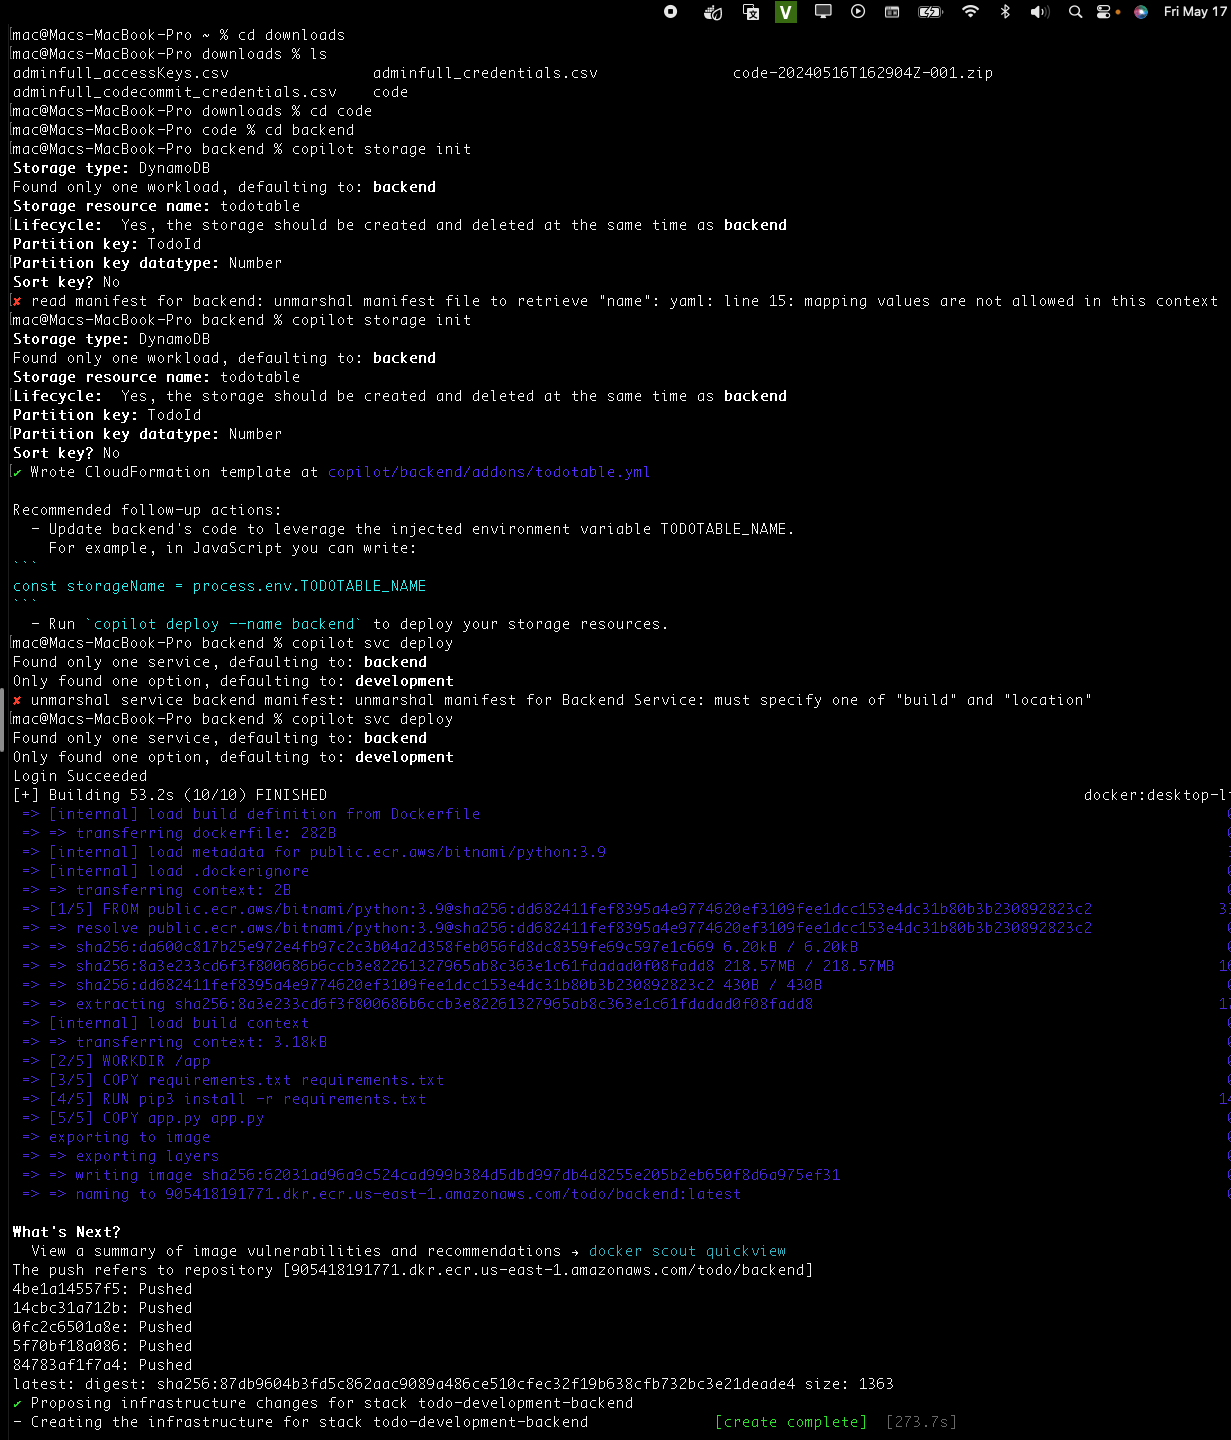 Fri May 17
mac@Macs-MacBook-Pro ~ % cd downloads
mac@Macs-MacBook-Pro downloads % ls
adminfull_accessKeys.csv adminfull_credentials.csv code-20240516T162904Z-001.zip
adminfull_codecommit_credentials.csv code
mac@Macs-MacBook-Pro downloads % cd code
mac@Macs-MacBook-Pro code % cd backend
mac@Macs-MacBook-Pro backend % copilot storage init
Storage type: DynamoDB
Found only one workload, defaulting to: backend
Storage resource name: todotable
Lifecycle:  Yes, the storage should be created and deleted at the same time as backend
Partition key: TodoId
Partition key datatype: Number
Sort key? No
✘ read manifest for backend: unmarshal manifest file to retrieve "name": yaml: line 15: mapping values are not allowed in this context
mac@Macs-MacBook-Pro backend % copilot storage init
Storage type: DynamoDB
Found only one workload, defaulting to: backend
Storage resource name: todotable
Lifecycle:  Yes, the storage should be created and deleted at the same time as backend
Partition key: TodoId
Partition key datatype: Number
Sort key? No
✔ Wrote CloudFormation template at copilot/backend/addons/todotable.yml
Recommended follow-up actions:
- Update backend's code to leverage the injected environment variable TODOTABLE_NAME.
For example, in JavaScript you can write:
```
const storageName = process.env.TODOTABLE_NAME
```
- Run `copilot deploy --name backend` to deploy your storage resources.
mac@Macs-MacBook-Pro backend % copilot svc deploy
Found only one service, defaulting to: backend
Only found one option, defaulting to: development
✘ unmarshal service backend manifest: unmarshal manifest for Backend Service: must specify one of "build" and "location"
mac@Macs-MacBook-Pro backend % copilot svc deploy
Found only one service, defaulting to: backend
Only found one option, defaulting to: development
Login Succeeded
[+] Building 53.2s (10/10) FINISHED docker:desktop-li
=> [internal] load build definition from Dockerfile
=> => transferring dockerfile: 282B
=> [internal] load metadata for public.ecr.aws/bitnami/python:3.9
=> [internal] load .dockerignore
=> => transferring context: 2B
=> [1/5] FROM public.ecr.aws/bitnami/python:3.9@sha256:dd682411fef8395a4e9774620ef3109fee1dcc153e4dc31b80b3b230892823c2
=> => resolve public.ecr.aws/bitnami/python:3.9@sha256:dd682411fef8395a4e9774620ef3109fee1dcc153e4dc31b80b3b230892823c2
=> => sha256:da600c817b25e972e4fb97c2c3b04a2d358feb056fd8dc8359fe69c597e1c669 6.20kB / 6.20kB
=> => sha256:8a3e233cd6f3f800686b6ccb3e82261327965ab8c363e1c61fdadad0f08fadd8 218.57MB / 218.57MB
=> => sha256:dd682411fef8395a4e9774620ef3109fee1dcc153e4dc31b80b3b230892823c2 430B / 430B
=> => extracting sha256:8a3e233cd6f3f800686b6ccb3e82261327965ab8c363e1c61fdadad0f08fadd8
=> [internal] load build context
=> => transferring context: 3.18kB
=> [2/5] WORKDIR /app
=> [3/5] COPY requirements.txt requirements.txt
=> [4/5] RUN pip3 install -r requirements.txt
=> [5/5] COPY app.py app.py
=> exporting to image
=> => exporting layers
=> => writing image sha256:62031ad96a9c524cad999b384d5dbd997db4d8255e205b2eb650f8d6a975ef31
=> => naming to 905418191771.dkr.ecr.us-east-1.amazonaws.com/todo/backend:latest
What's Next?
View a summary of image vulnerabilities and recommendations → docker scout quickview
The push refers to repository [905418191771.dkr.ecr.us-east-1.amazonaws.com/todo/backend]
4be1a14557f5: Pushed
14cbc31a712b: Pushed
0fc2c6501a8e: Pushed
5f70bf18a086: Pushed
84783af1f7a4: Pushed
latest: digest: sha256:87db9604b3fd5c862aac9089a486ce510cfec32f19b638cfb732bc3e21deade4 size: 1363
✔ Proposing infrastructure changes for stack todo-development-backend
- Creating the infrastructure for stack todo-development-backend [create complete] [273.7s]